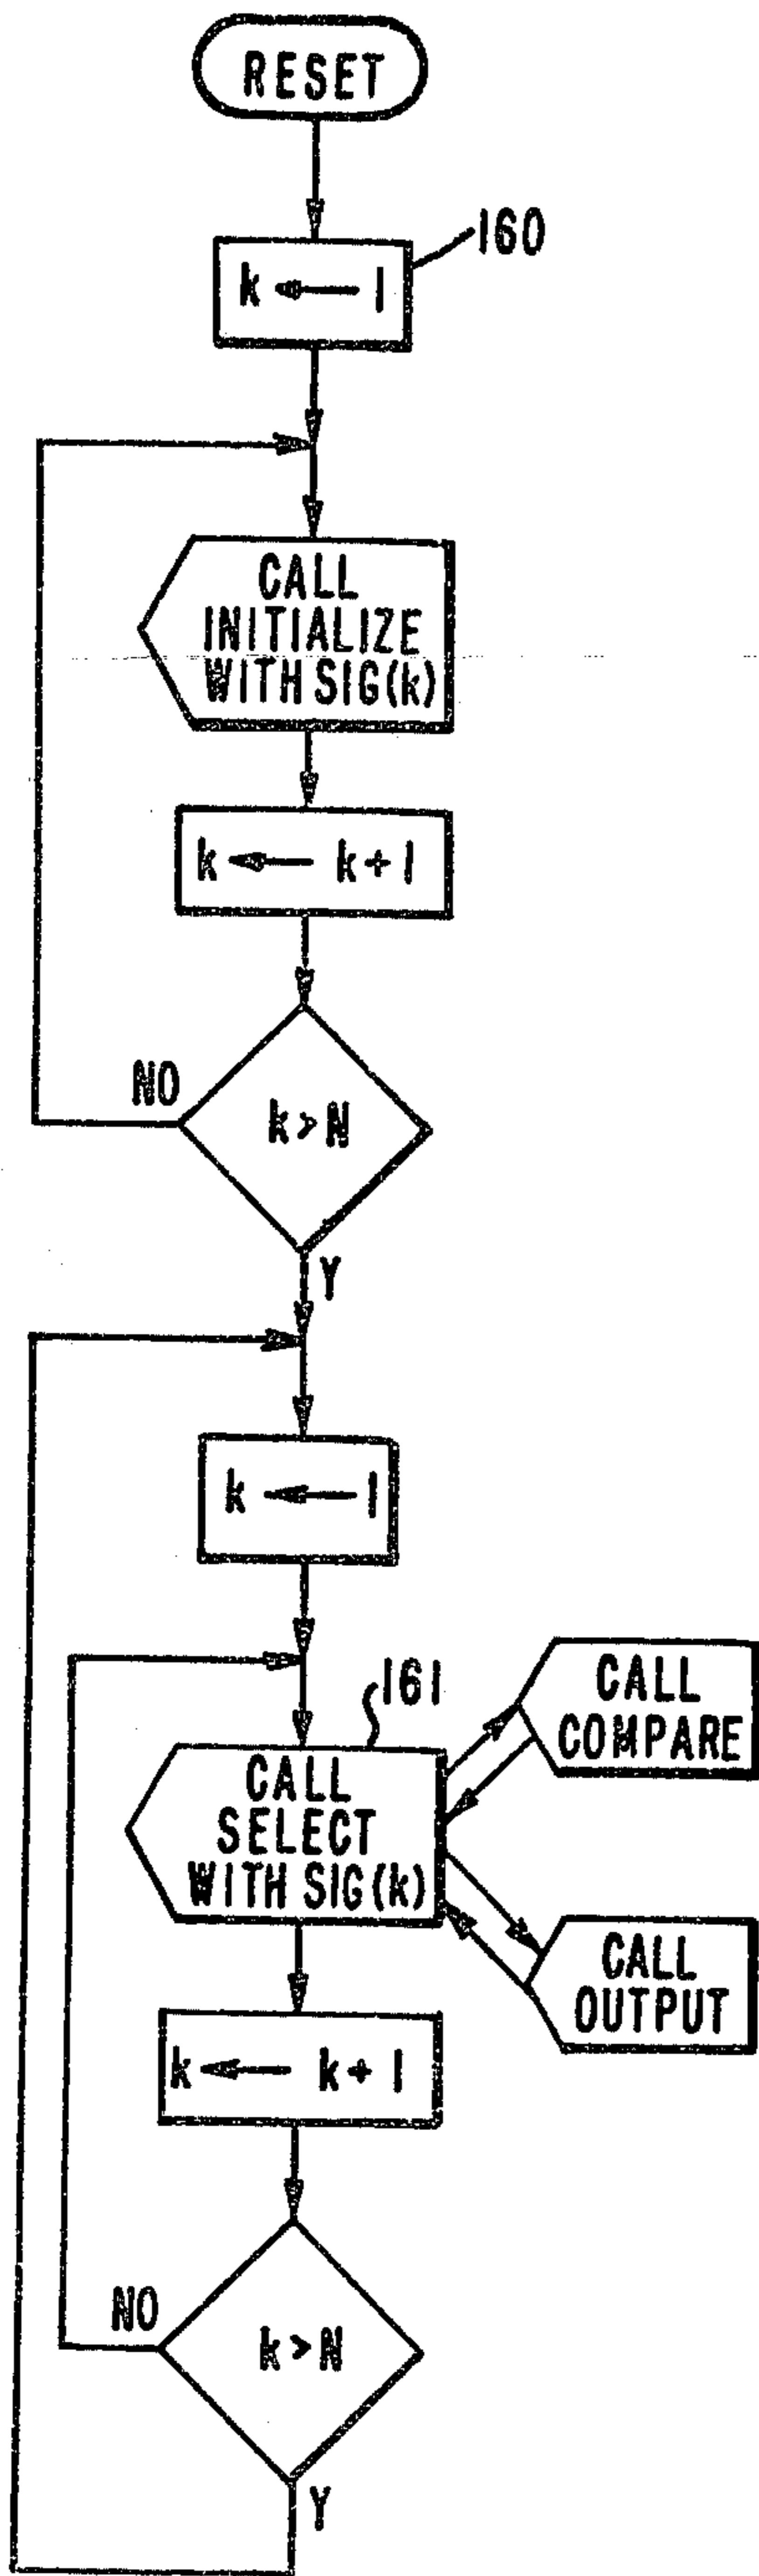 RESET
160
k ← 1
CALL
INITIALIZE
WITH SIG(k)
k ← k + 1
NO
k > N
Y
k ← 1
161
CALL
SELECT
WITH SIG(k)
CALL
COMPARE
CALL
OUTPUT
k ← k + 1
NO
k > N
Y